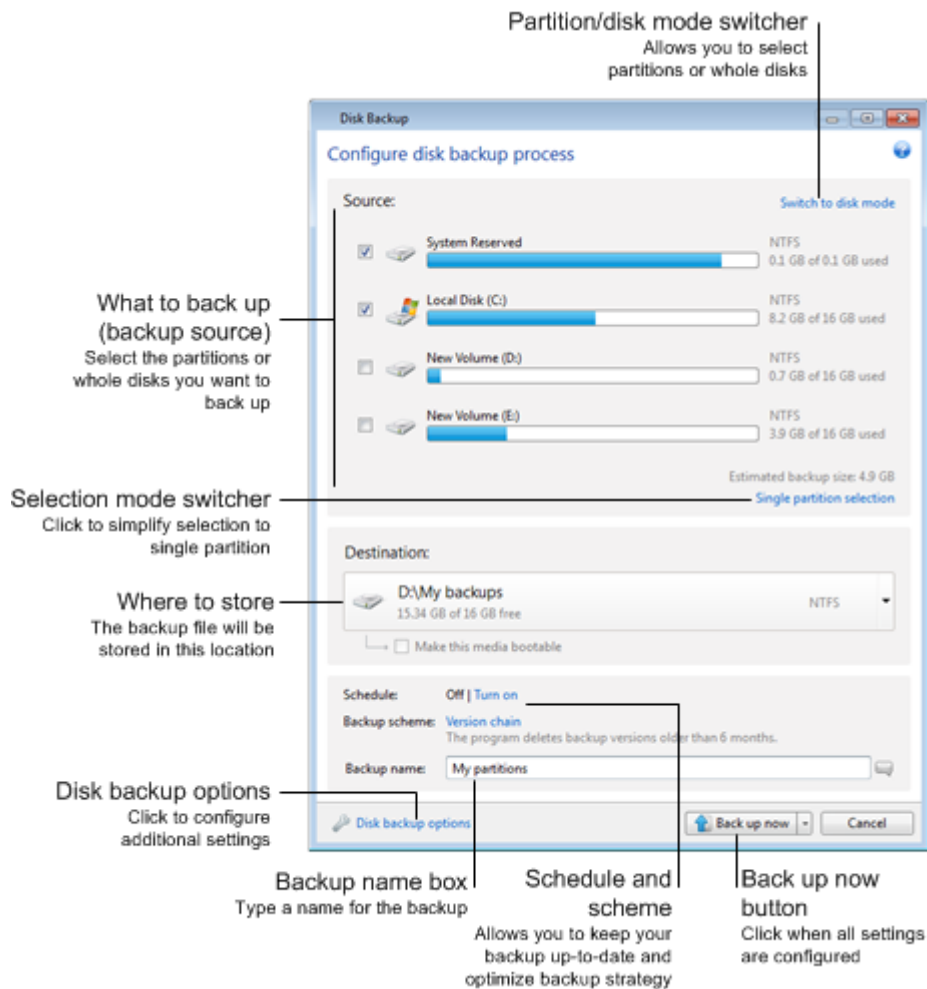 Partition/disk mode switcher
Allows you to select
partitions or whole disks
Disk Backup
Configure disk backup process
Source:
Switch to disk mode
System Reserved
NTFS
0.1 GB of 0.1 GB used
Local Disk (C:)
NTFS
8.2 GB of 16 GB used
New Volume (D:)
NTFS
0.7 GB of 16 GB used
New Volume (E:)
NTFS
3.9 GB of 16 GB used
What to back up
(backup source)
Select the partitions or
whole disks you want to
back up
Estimated backup size: 4.9 GB
Single partition selection
Selection mode switcher
Click to simplify selection to
single partition
Destination:
D:\My backups
15.34 GB of 16 GB free
NTFS
Make this media bootable
Where to store
The backup file will be
stored in this location
Schedule: Off | Turn on
Backup scheme: Version chain
The program deletes backup versions older than 6 months.
Backup name: My partitions
Disk backup options
Click to configure
additional settings
Disk backup options
Back up now
Cancel
Backup name box
Type a name for the backup
Schedule and
scheme
Allows you to keep your
backup up-to-date and
optimize backup strategy
Back up now
button
Click when all settings
are configured